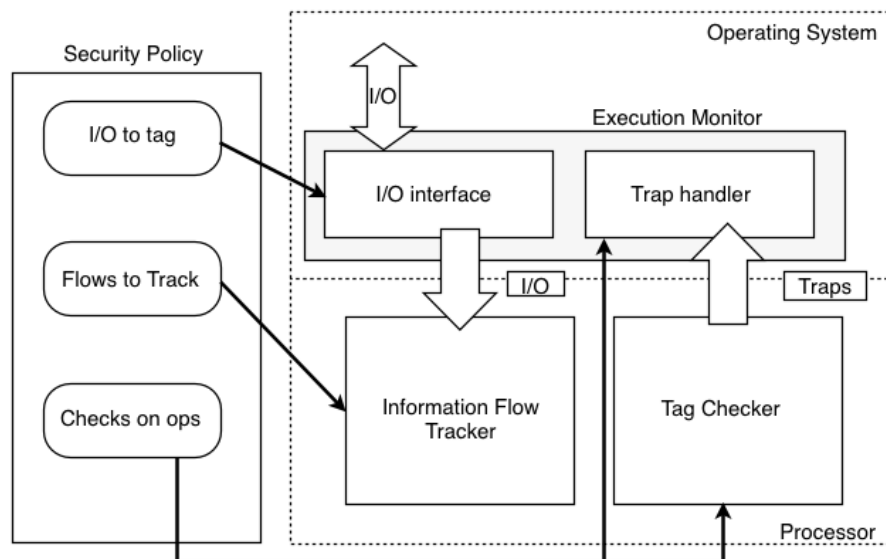 Security Policy
I/O to tag
Flows to Track
Checks on ops
Operating System
I/O
Execution Monitor
I/O interface
Trap handler
I/O
Traps
Information Flow
Tracker
Tag Checker
Processor